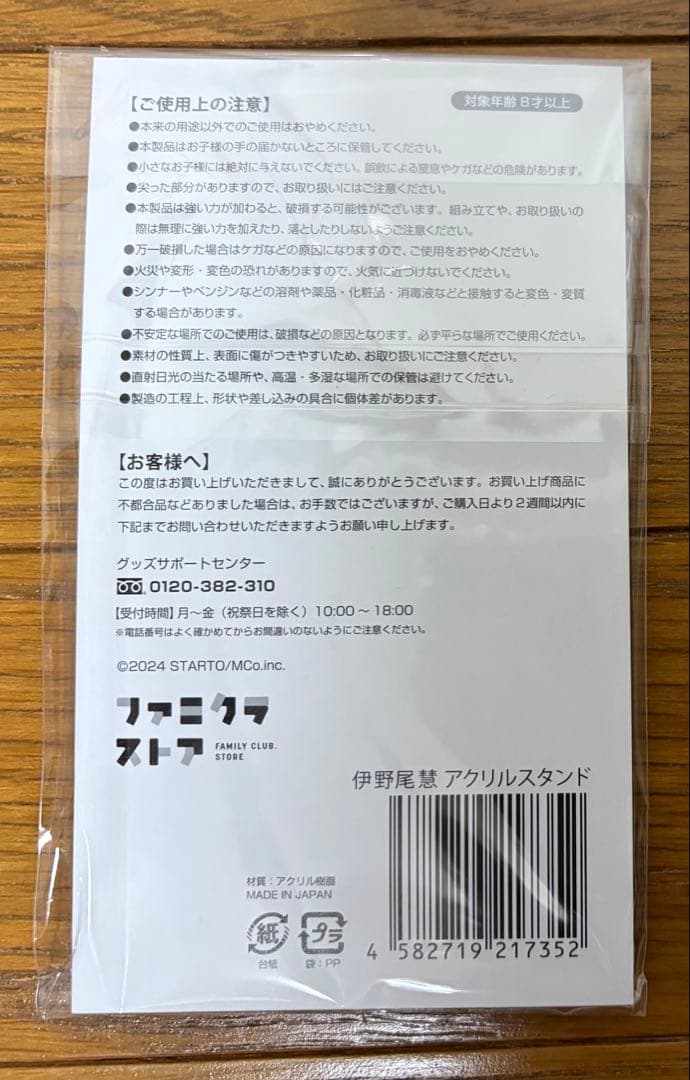 【ご使用上の注意】
対象年齢8才以上
●本来の用途以外でのご使用はおやめください。
●本製品はお子様の手の届かないところに保管してください。
●小さなお子様には絶対に与えないでください。誤飲による窒息やケガなどの危険があります。
●尖った部分がありますので、お取り扱いにはご注意ください。
●本製品は強い力が加わると、破損する可能性がございます。組み立てや、お取り扱いの
際は無理に強い力を加えたり、落としたりしないようご注意ください。
●万一破損した場合はケガなどの原因になりますので、ご使用をおやめください。
●火災や変形・変色の恐れがありますので、火気に近づけないでください。
●シンナーやベンジンなどの溶剤や薬品・化粧品・消毒液などと接触すると変色・変質
する場合があります。
●不安定な場所でのご使用は、破損などの原因となります。必ず平らな場所でご使用ください。
●素材の性質上、表面に傷がつきやすいため、お取り扱いにご注意ください。
●直射日光の当たる場所や、高温・多湿な場所での保管は避けてください。
●製造の工程上、形状や差し込みの具合に個体差があります。
【お客様へ】
この度はお買い上げいただきまして、誠にありがとうございます。お買い上げ商品に
不都合品などありました場合は、お手数ではございますが、ご購入日より2週間以内に
下記までお問い合わせいただきますようお願い申し上げます。
グッズサポートセンター
0120-382-310
【受付時間】月～金（祝祭日を除く）10:00～18:00
※電話番号はよく確かめてからお間違いのないようにご注意ください。
©2024 STARTO/MCo.inc.
ファミクラ
ストア
FAMILY CLUB.
STORE
伊野尾慧 アクリルスタンド
材質：アクリル樹脂
MADE IN JAPAN
紙
プラ
台紙
袋：PP
4 582719 217352